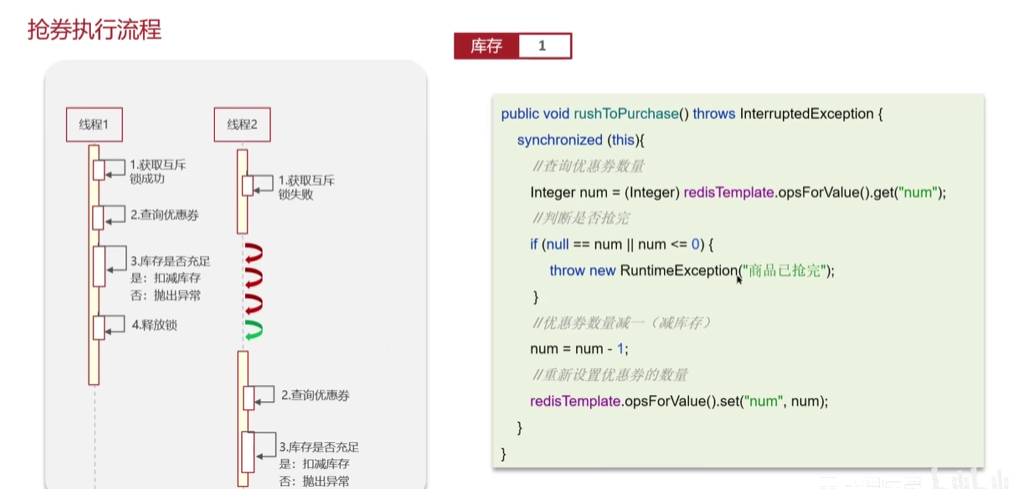 抢券执行流程
库存 1
线程1
线程2
1.获取互斥
锁成功
1.获取互斥
锁失败
2.查询优惠券
3.库存是否充足
是：扣减库存
否：抛出异常
4.释放锁
2.查询优惠券
3.库存是否充足
是：扣减库存
否：抛出异常
public void rushToPurchase() throws InterruptedException {
synchronized (this){
//查询优惠券数量
Integer num = (Integer) redisTemplate.opsForValue().get("num");
//判断是否抢完
if (null == num || num <= 0) {
throw new RuntimeException("商品已抢完");
}
//优惠券数量减一（减库存）
num = num - 1;
//重新设置优惠券的数量
redisTemplate.opsForValue().set("num", num);
}
}